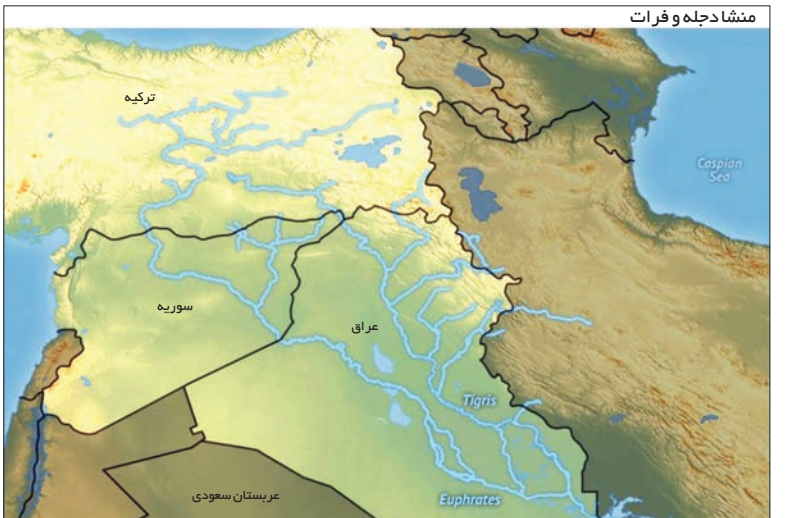 منشا دجله و فرات
ترکیه
Caspian
Sea
سوریه
عراق
Tigris
عربستان سعودی
Euphrates